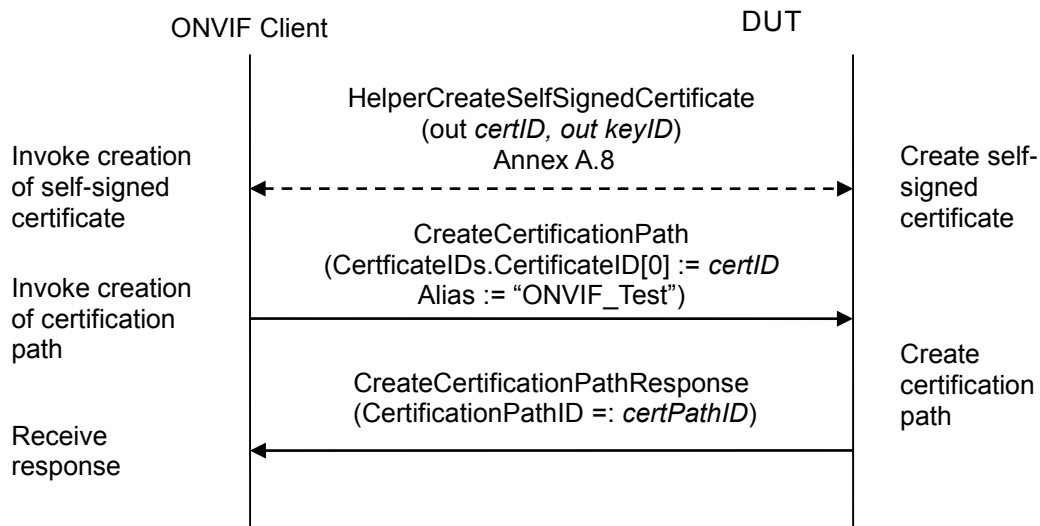 ONVIF Client
DUT
HelperCreateSelfSignedCertificate
(out certID, out keyID)
Annex A.8
Invoke creation
of self-signed
certificate
Create self-
signed
certificate
CreateCertificationPath
(CertficateIDs.CertificateID[0] := certID
Alias := “ONVIF_Test”)
Invoke creation
of certification
path
Create
certification
path
CreateCertificationPathResponse
(CertificationPathID =: certPathID)
Receive
response